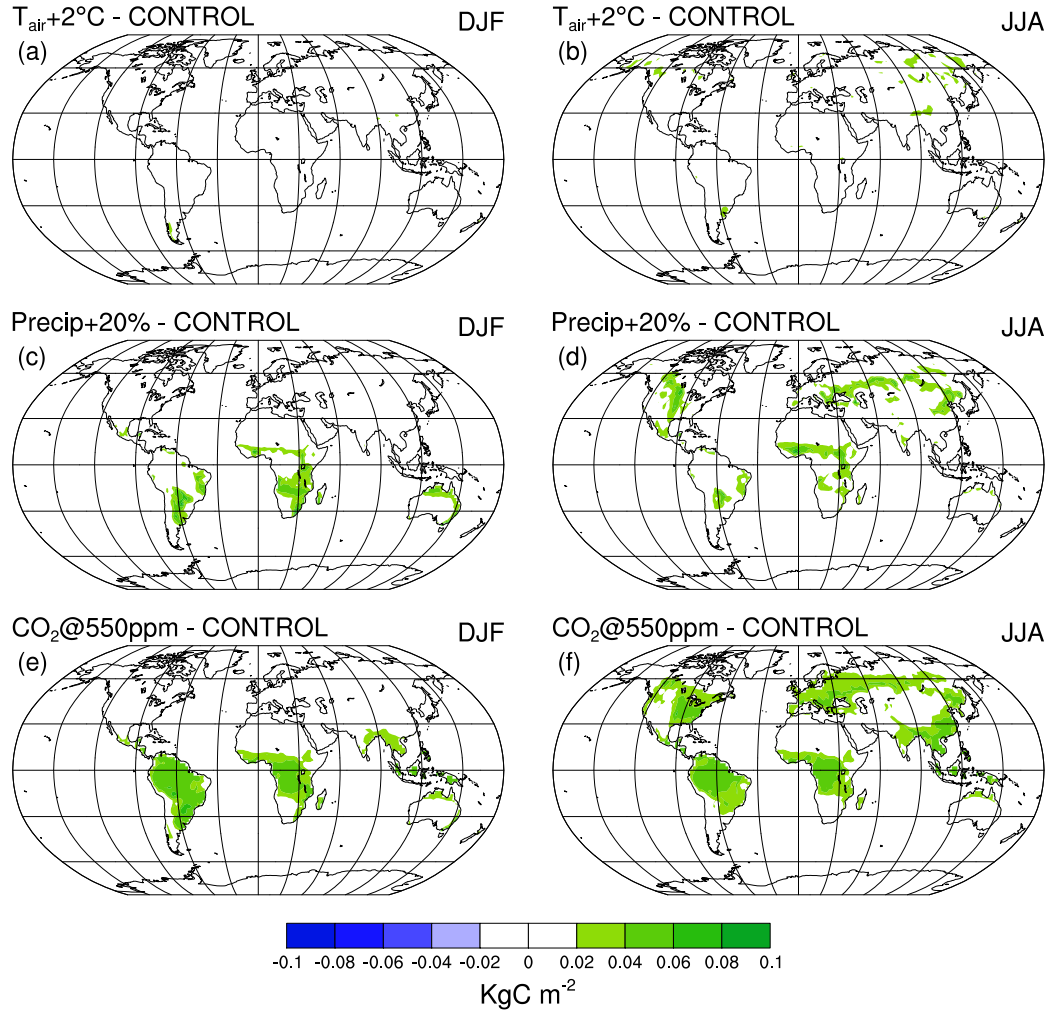 T_air+2°C - CONTROL DJF
(a)
T_air+2°C - CONTROL JJA
(b)
Precip+20% - CONTROL DJF
(c)
Precip+20% - CONTROL JJA
(d)
CO₂@550ppm - CONTROL DJF
(e)
CO₂@550ppm - CONTROL JJA
(f)
-0.1 -0.08 -0.06 -0.04 -0.02 0 0.02 0.04 0.06 0.08 0.1
KgC m⁻²